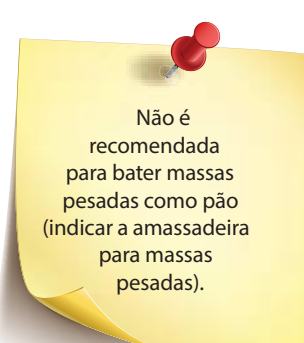 Não é
recomendada
para bater massas
pesadas como pão
(indicar a amassadeira
para massas
pesadas).